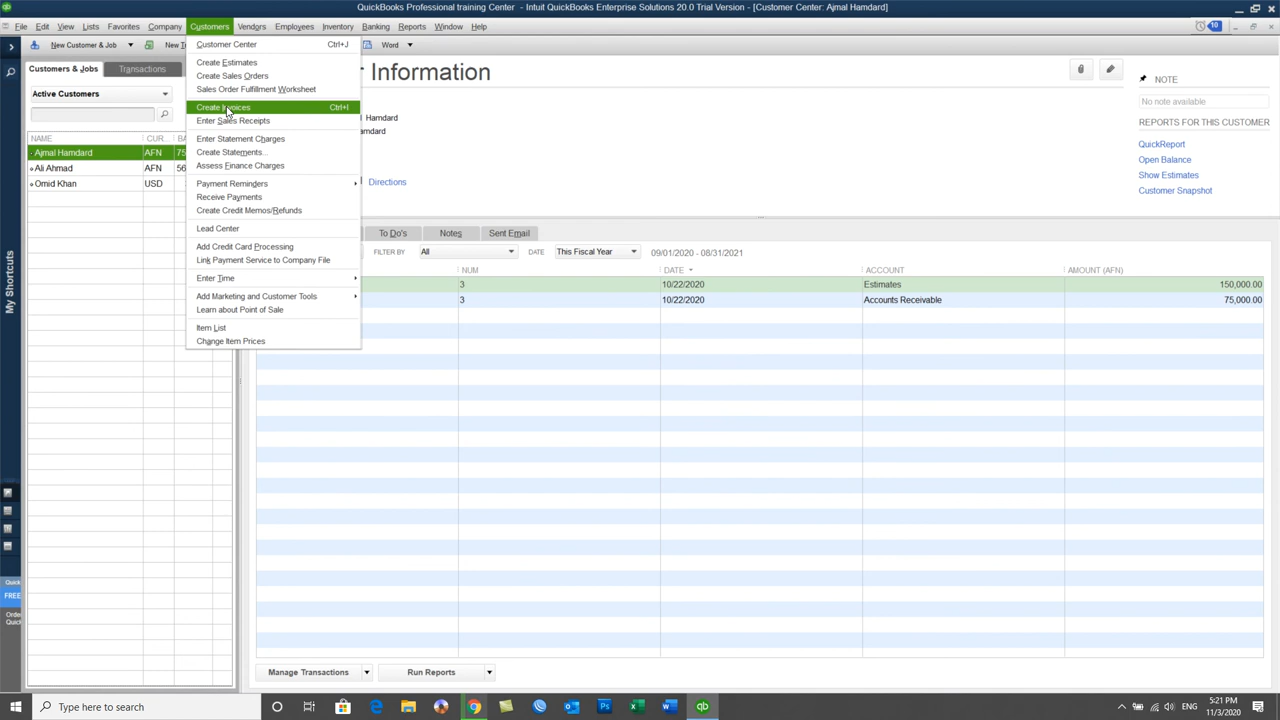 QuickBooks Professional training Center - Intuit QuickBooks Enterprise Solutions 20.0 Trial Version - [Customer Center: Ajmal Hamdard]
File Edit View Lists Favorites Company Customers Vendors Employees Inventory Banking Reports Window Help
10
New Customer & Job
Word
Customers & Jobs Transactions
Active Customers
NAME CUR...
Ajmal Hamdard AFN 75
Ali Ahmad AFN 56
Omid Khan USD
Customer Center Ctrl+J
Create Estimates
Create Sales Orders
Sales Order Fulfillment Worksheet
Create Invoices Ctrl+I
Enter Sales Receipts
Enter Statement Charges
Create Statements...
Assess Finance Charges
Payment Reminders
Receive Payments
Create Credit Memos/Refunds
Lead Center
Add Credit Card Processing
Link Payment Service to Company File
Enter Time
Add Marketing and Customer Tools
Learn about Point of Sale
Item List
Change Item Prices
Information
Hamdard
Directions
NOTE
No note available
REPORTS FOR THIS CUSTOMER
QuickReport
Open Balance
Show Estimates
Customer Snapshot
To Do's Notes Sent Email
FILTER BY All DATE This Fiscal Year 09/01/2020 - 08/31/2021
NUM DATE ACCOUNT AMOUNT (AFN)
3 10/22/2020 Estimates 150,000.00
3 10/22/2020 Accounts Receivable 75,000.00
My Shortcuts
Manage Transactions Run Reports
Type here to search
ENG
5:21 PM
11/3/2020